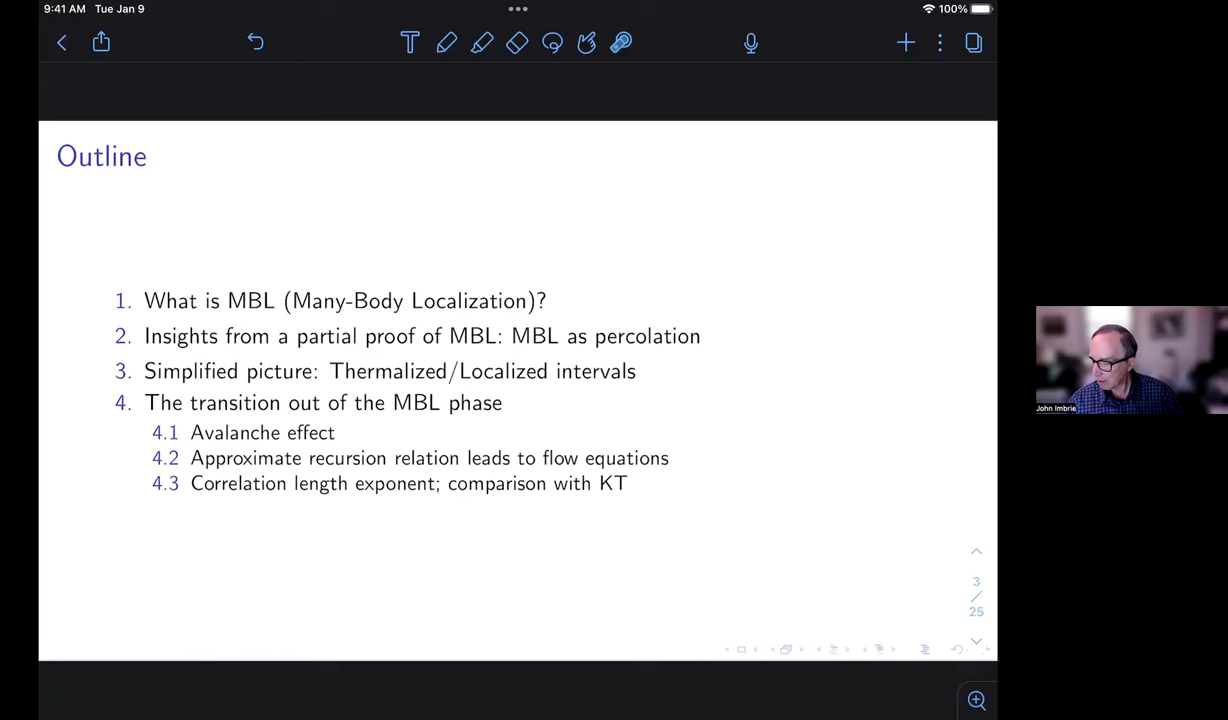 9:41 AM Tue Jan 9
100%
Outline
1. What is MBL (Many-Body Localization)?
2. Insights from a partial proof of MBL: MBL as percolation
3. Simplified picture: Thermalized/Localized intervals
4. The transition out of the MBL phase
4.1 Avalanche effect
4.2 Approximate recursion relation leads to flow equations
4.3 Correlation length exponent; comparison with KT
John Imbrie
3
/
25